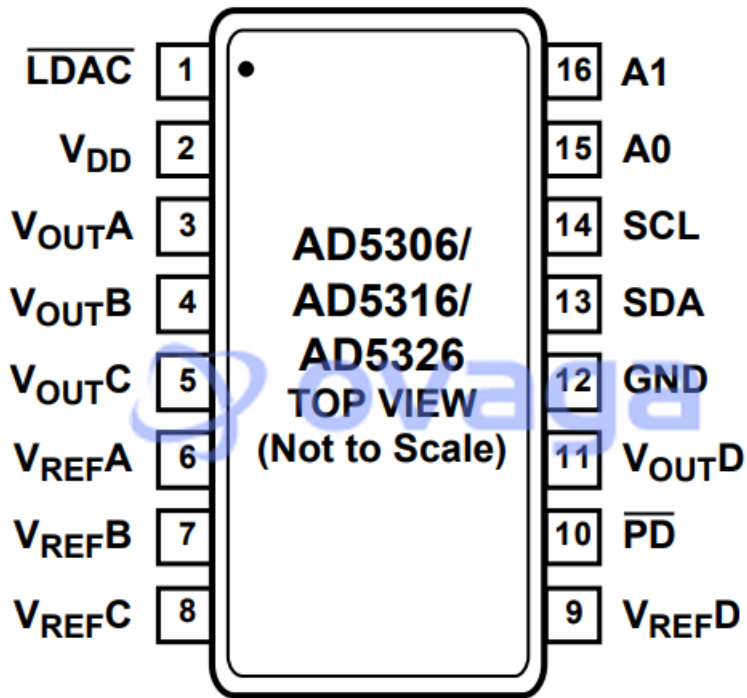 LDAC 1 16 A1
VDD 2 15 A0
VOUTA 3 14 SCL
VOUTB 4 13 SDA
VOUTC 5 12 GND
VREFA 6 11 VOUTD
VREFB 7 10 PD
VREFC 8 9 VREFD
AD5306/
AD5316/
AD5326
TOP VIEW
(Not to Scale)
ovaga